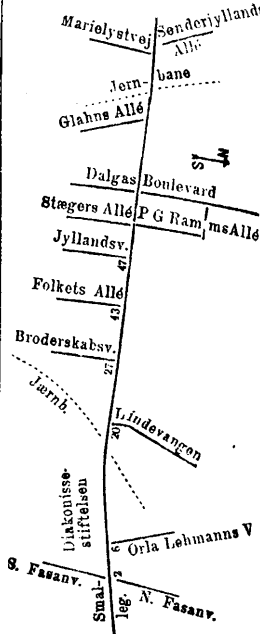 Marielystvej
Sønderjyllands
Allé
Jern- bane
Glahns Allé
N
S
Dalgas Boulevard
Stægers Allé P G Ram msAllé
Jyllandsv.
47
Folkets Allé
43
Broderskabsv.
27
Jærnb.
20
Lindevangen
Diakonisse-
stiftelsen
6
Orla Lehmanns V
S. Fasanv.
2
N. Fasanv.
Smal-
leg.